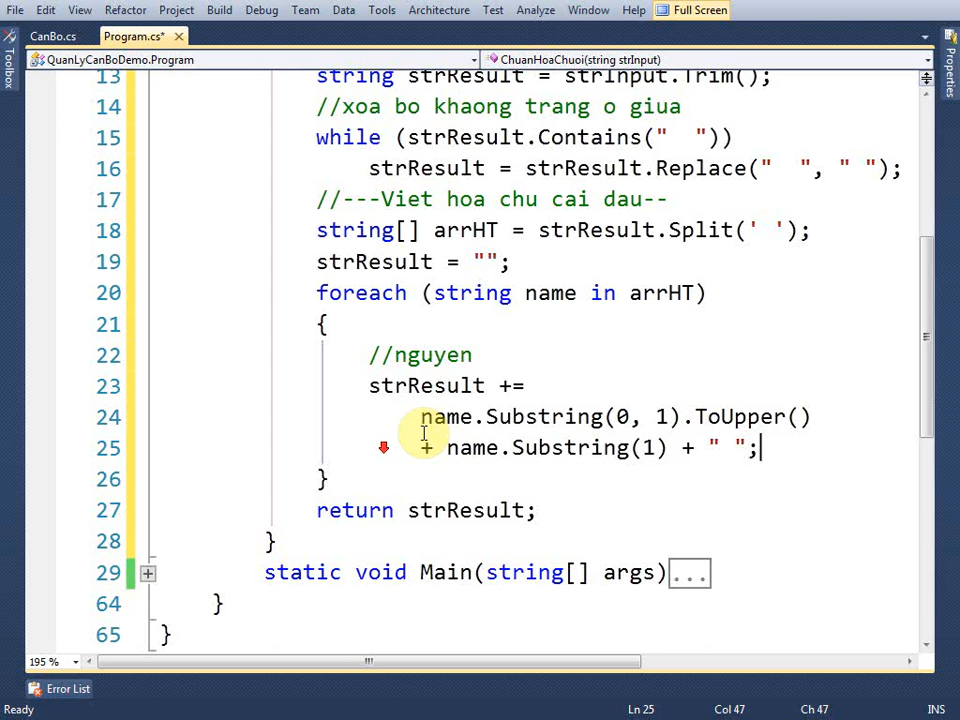 File Edit View Refactor Project Build Debug Team Data Tools Architecture Test Analyze Window Help Full Screen
CanBo.cs Program.cs*
QuanLyCanBoDemo.Program ChuanHoaChuoi(string strInput)
Toolbox
Properties
13 string strResult = strInput.Trim();
14 //xoa bo khaong trang o giua
15 while (strResult.Contains("  "))
16 strResult = strResult.Replace("  ", " ");
17 //---Viet hoa chu cai dau--
18 string[] arrHT = strResult.Split(' ');
19 strResult = "";
20 foreach (string name in arrHT)
21 {
22 //nguyen
23 strResult +=
24 name.Substring(0, 1).ToUpper()
25 + name.Substring(1) + " ";
26 }
27 return strResult;
28 }
29 static void Main(string[] args)...
64 }
65 }
195 %
Error List
Ready Ln 25 Col 47 Ch 47 INS